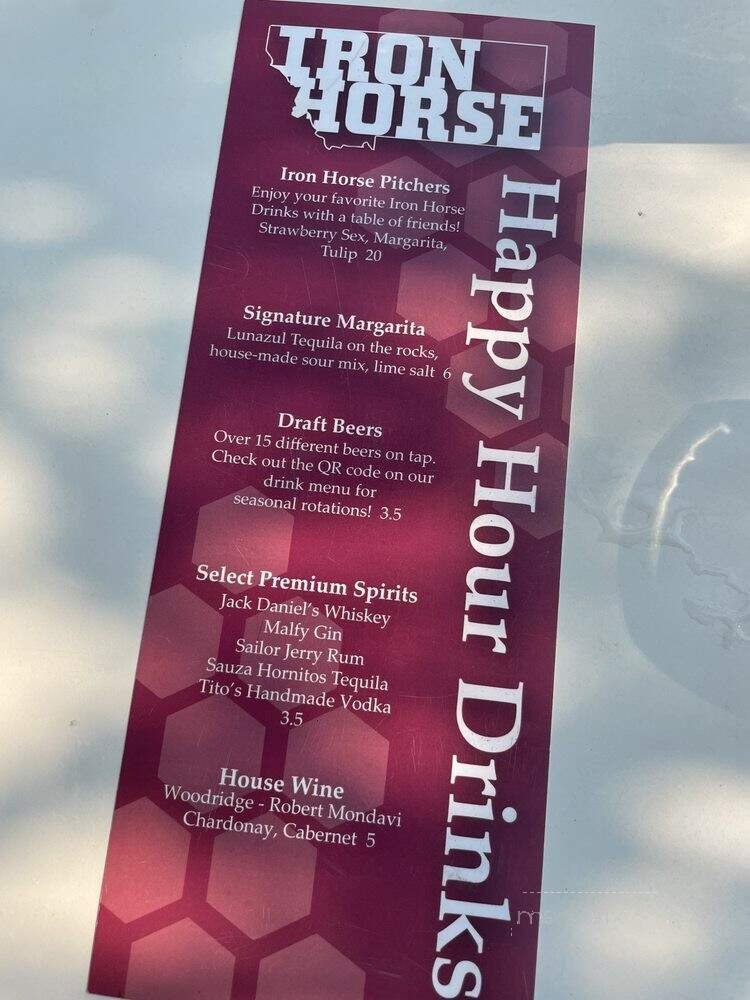 IRON
HORSE
Iron Horse Pitchers
Enjoy your favorite Iron Horse
Drinks with a table of friends!
Strawberry Sex, Margarita,
Tulip 20
Signature Margarita
Lunazul Tequila on the rocks,
house-made sour mix, lime salt 6
Draft Beers
Over 15 different beers on tap.
Check out the QR code on our
drink menu for
seasonal rotations! 3.5
Select Premium Spirits
Jack Daniel's Whiskey
Malfy Gin
Sailor Jerry Rum
Sauza Hornitos Tequila
Tito's Handmade Vodka
3.5
House Wine
Woodridge - Robert Mondavi
Chardonay, Cabernet 5
Happy Hour Drinks